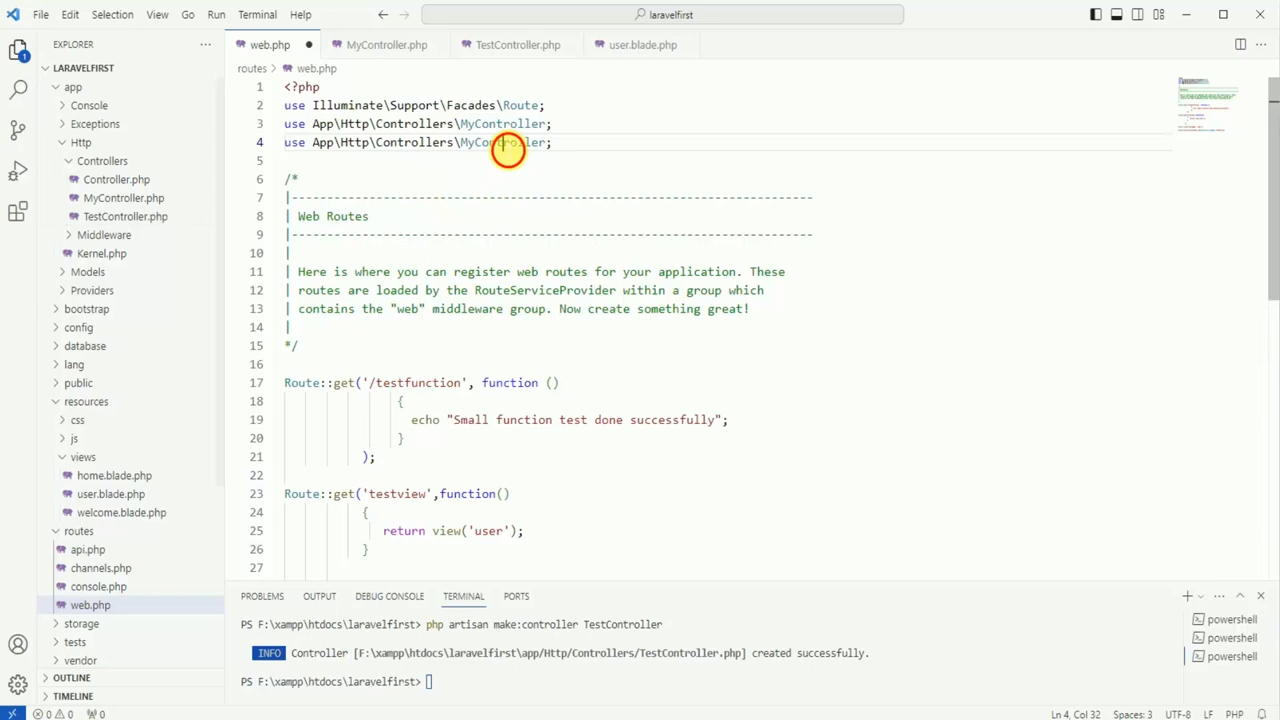 File Edit Selection View Go Run Terminal Help
laravelfirst
EXPLORER
LARAVELFIRST
app
Console
Exceptions
Http
Controllers
Controller.php
MyController.php
TestController.php
Middleware
Kernel.php
Models
Providers
bootstrap
config
database
lang
public
resources
css
js
views
home.blade.php
user.blade.php
welcome.blade.php
routes
api.php
channels.php
console.php
web.php
storage
tests
vendor
OUTLINE
TIMELINE
web.php MyController.php TestController.php user.blade.php
routes > web.php
1 <?php
2 use Illuminate\Support\Facades\Route;
3 use App\Http\Controllers\MyController;
4 use App\Http\Controllers\MyController;
5
6 /*
7 |--------------------------------------------------------------------------
8 | Web Routes
9 |--------------------------------------------------------------------------
10 |
11 | Here is where you can register web routes for your application. These
12 | routes are loaded by the RouteServiceProvider within a group which
13 | contains the "web" middleware group. Now create something great!
14 |
15 */
16
17 Route::get('/testfunction', function ()
18 {
19 echo "Small function test done successfully";
20 }
21 );
22
23 Route::get('testview',function()
24 {
25 return view('user');
26 }
27
PROBLEMS OUTPUT DEBUG CONSOLE TERMINAL PORTS
PS F:\xampp\htdocs\laravelfirst> php artisan make:controller TestController
INFO Controller [F:\xampp\htdocs\laravelfirst\app/Http/Controllers/TestController.php] created successfully.
PS F:\xampp\htdocs\laravelfirst>
powershell
powershell
powershell
1
0 0 0 Ln 4, Col 32 Spaces: 3 UTF-8 LF PHP